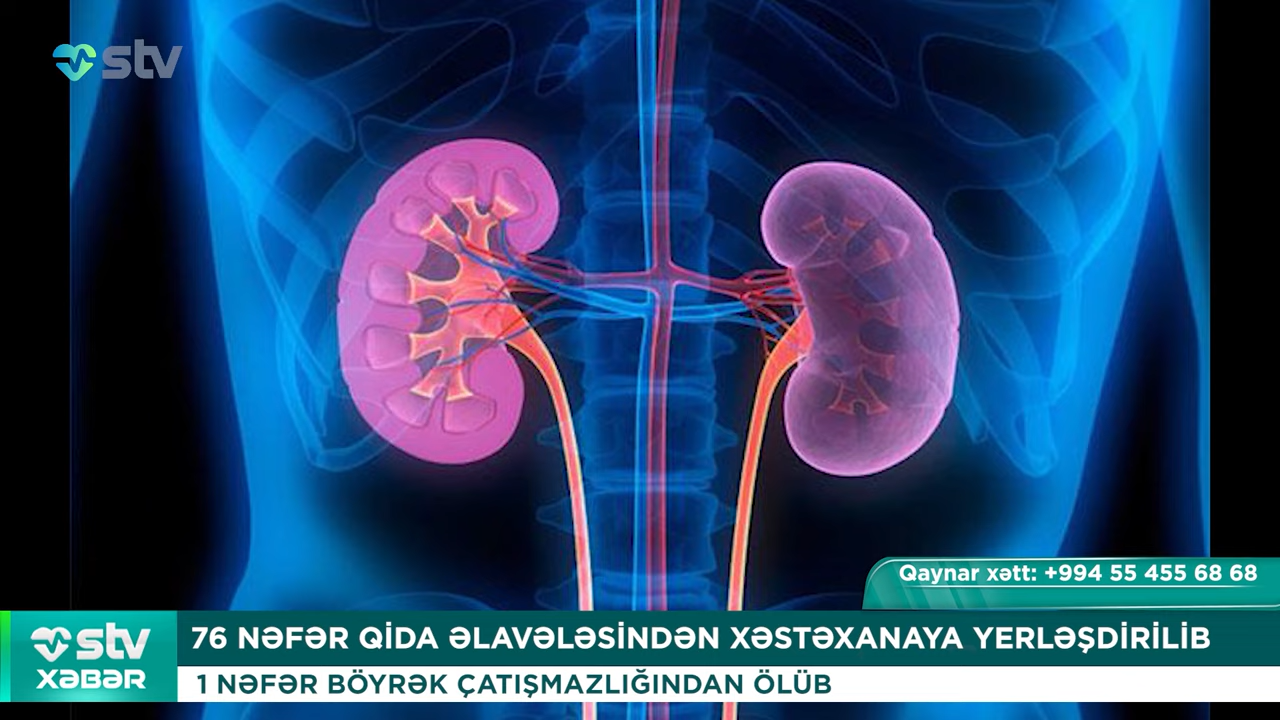 stv
Qaynar xətt: +994 55 455 68 68
stv
XƏBƏR
76 NƏFƏR QİDA ƏLAVƏLƏSİNDƏN XƏSTƏXANAYA YERLƏŞDİRİLİB
1 NƏFƏR BÖYRƏK ÇATIŞMAZLIĞINDAN ÖLÜB